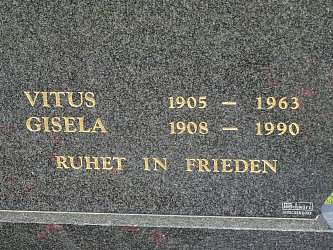 VITUS 1905 — 1963
GISELA 1908 — 1990
RUHET IN FRIEDEN